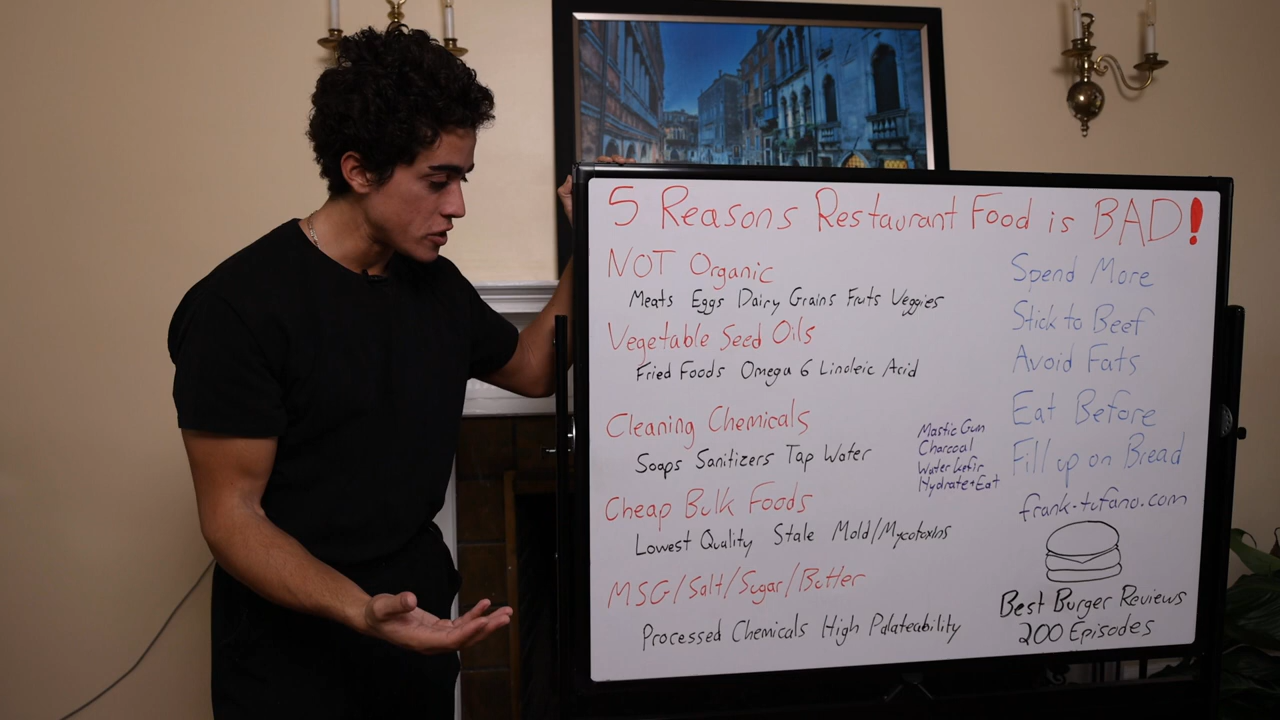 5 Reasons Restaurant Food is BAD!
NOT Organic
Meats Eggs Dairy Grains Fruts Veggies
Vegetable Seed Oils
Fried Foods Omega 6 Linoleic Acid
Cleaning Chemicals
Soaps Sanitizers Tap Water
Cheap Bulk Foods
Lowest Quality Stale Mold/Mycotoxins
MSG/Salt/Sugar/Butter
Processed Chemicals High Palateability
Mastic Gum
Charcoal
Water Kefir
Hydrate+Eat
Spend More
Stick to Beef
Avoid Fats
Eat Before
Fill up on Bread
frank-tufano.com
Best Burger Reviews
200 Episodes